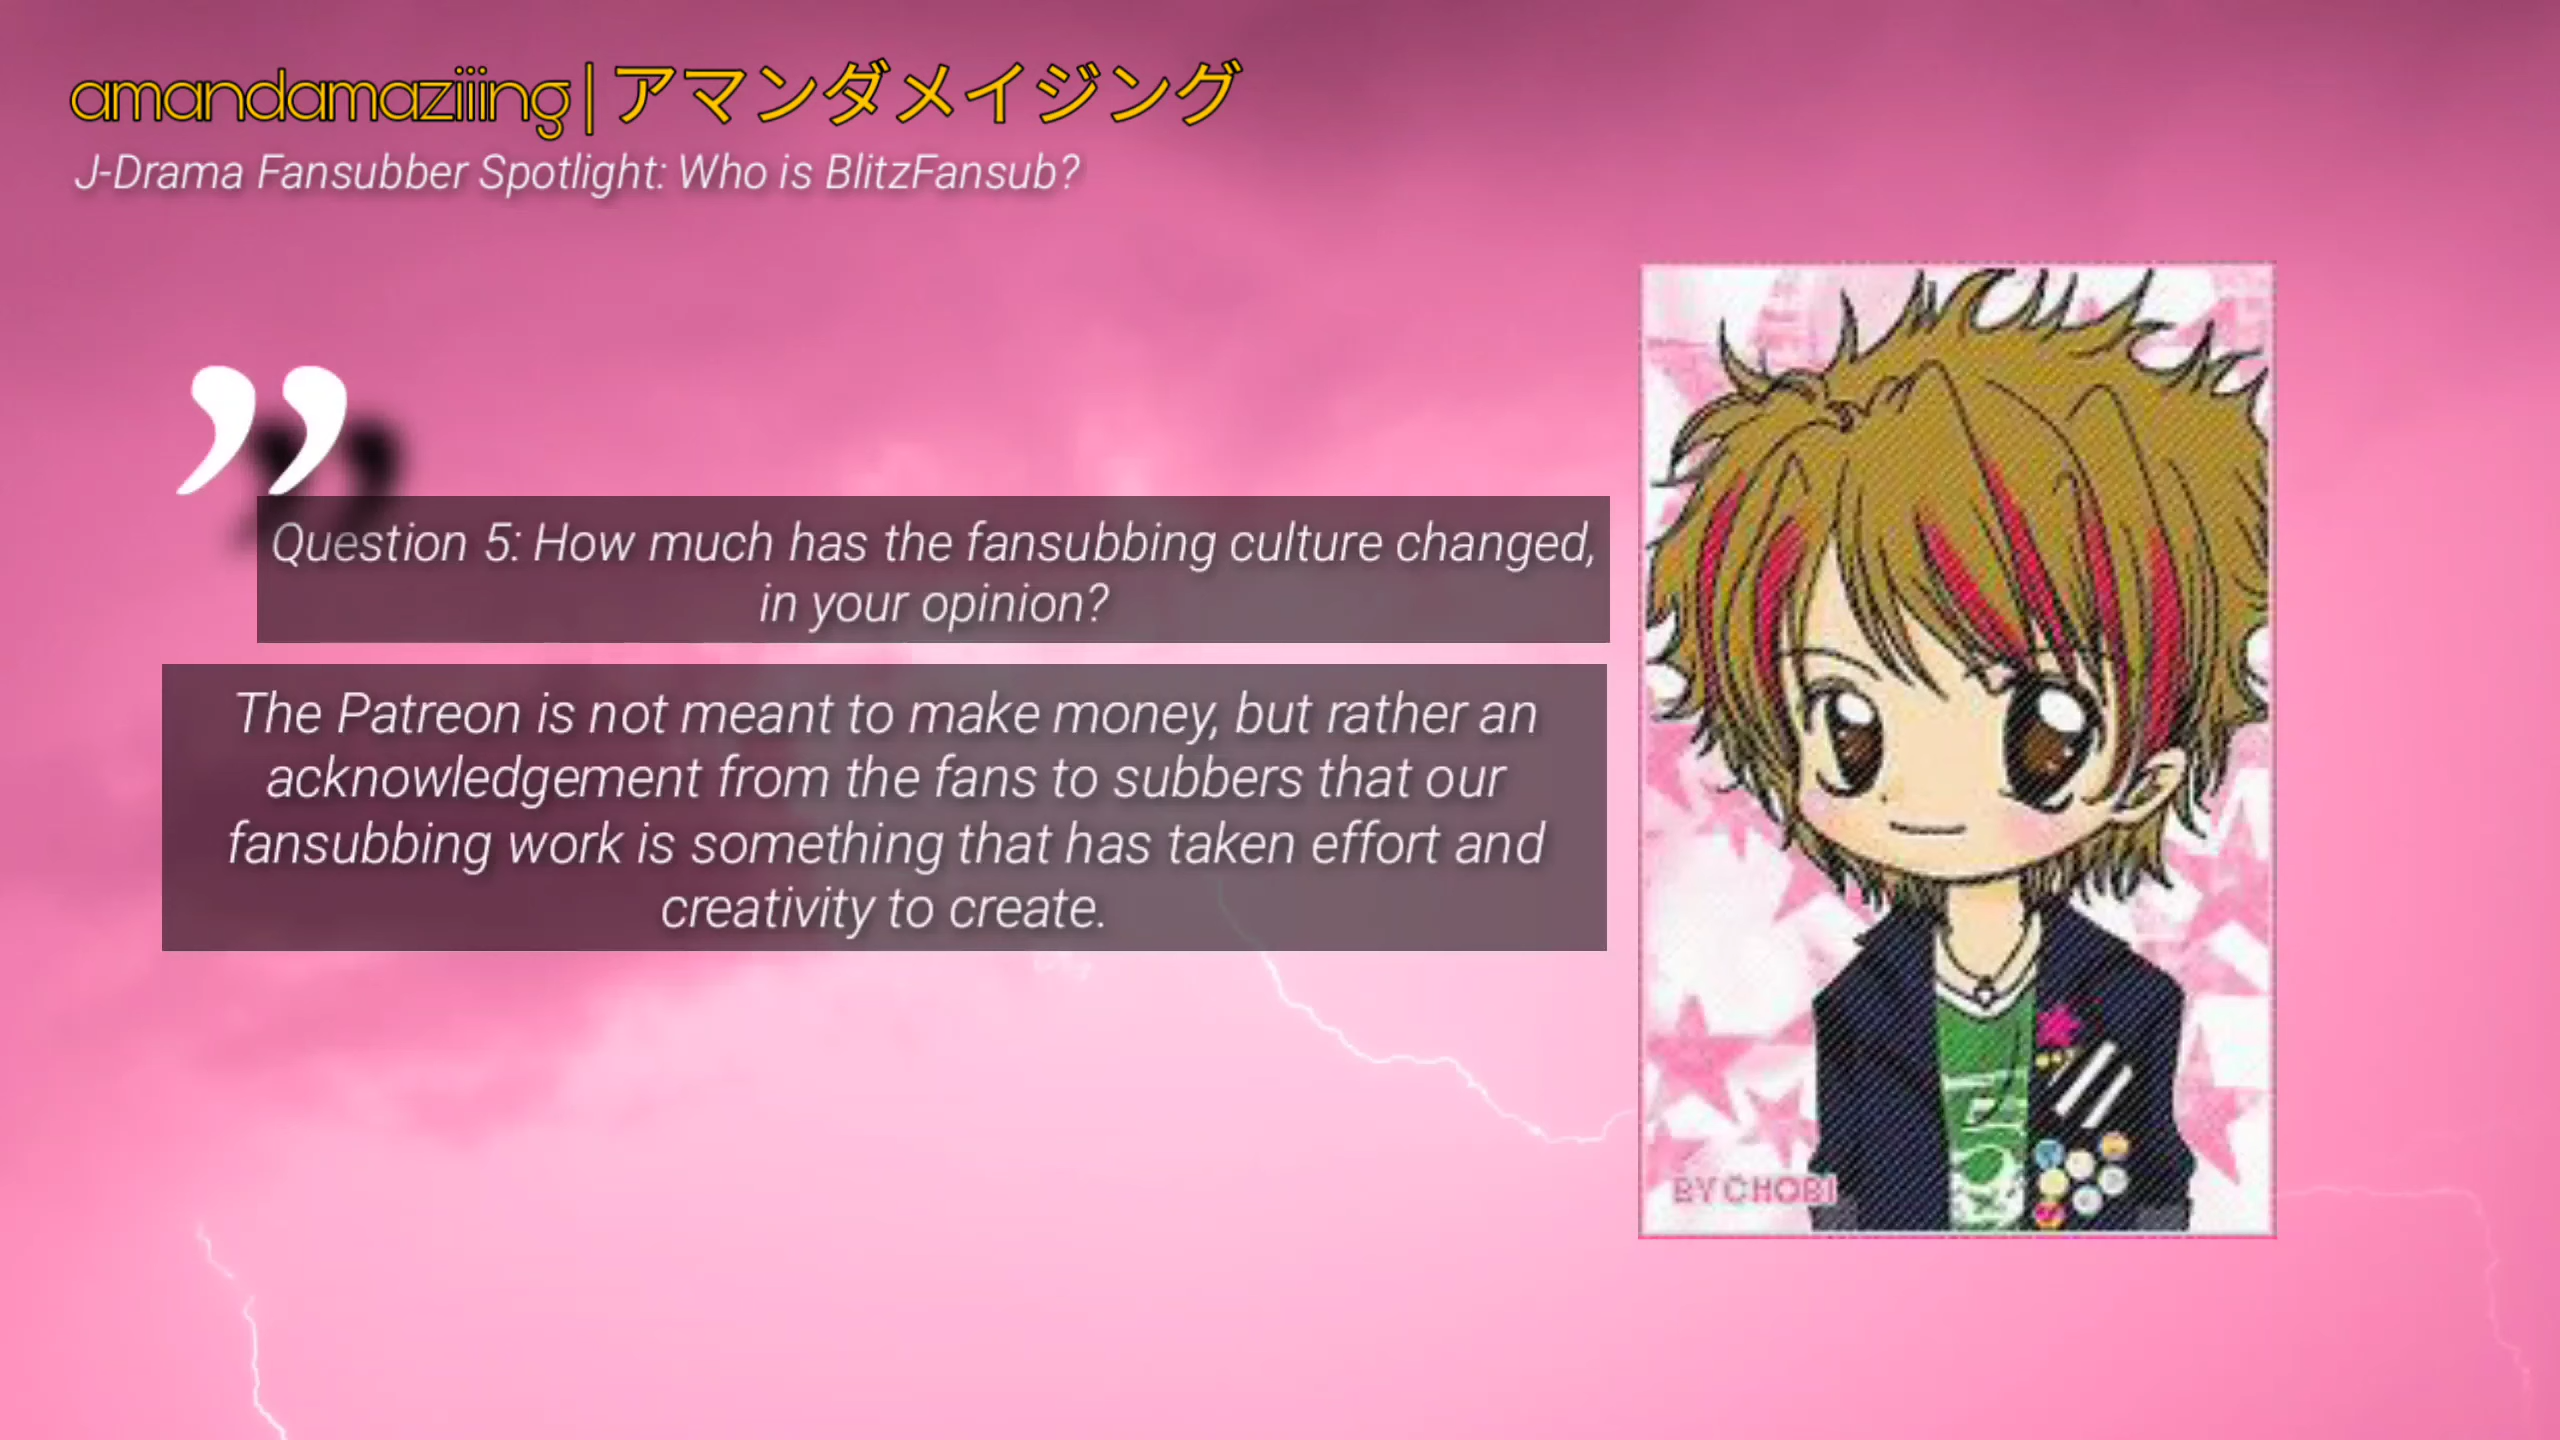 amandamaziiing | アマンダメイジング
J-Drama Fansubber Spotlight: Who is BlitzFansub?
”
Question 5: How much has the fansubbing culture changed,
in your opinion?
The Patreon is not meant to make money, but rather an
acknowledgement from the fans to subbers that our
fansubbing work is something that has taken effort and
creativity to create.
BY CHOBI